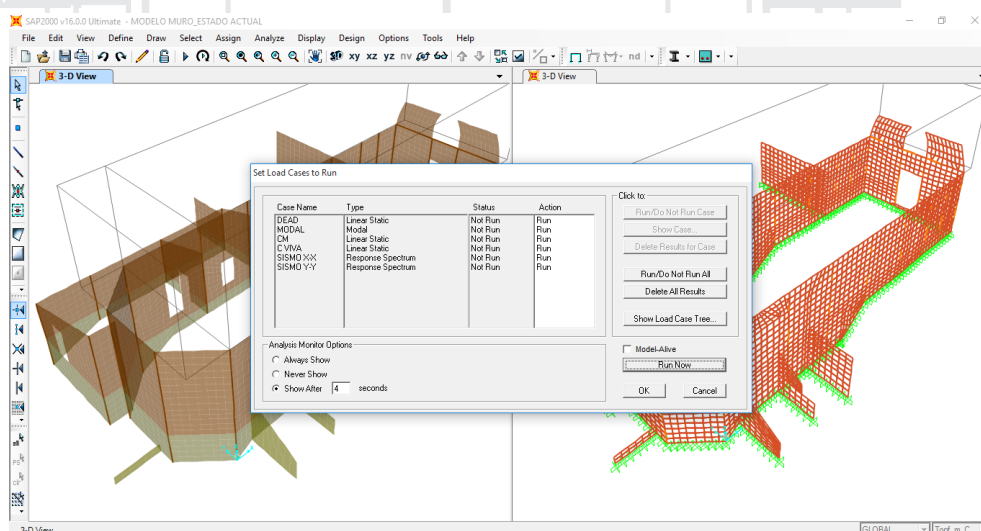 SAP2000 v16.0.0 Ultimate - MODELO MURO_ESTADO ACTUAL
File Edit View Define Draw Select Assign Analyze Display Design Options Tools Help
xy xz yz nv nd
3-D View
3-D View
Set Load Cases to Run
Case Name Type Status Action
DEAD Linear Static Not Run Run
MODAL Modal Not Run Run
CM Linear Static Not Run Run
C VIVA Linear Static Not Run Run
SISMO X-X Response Spectrum Not Run Run
SISMO Y-Y Response Spectrum Not Run Run
Click to:
Run/Do Not Run Case
Show Case...
Delete Results for Case
Run/Do Not Run All
Delete All Results
Show Load Case Tree...
Analysis Monitor Options
Always Show
Never Show
Show After 4 seconds
Model-Alive
Run Now
OK Cancel
3-D View
GLOBAL Tonf, m, C